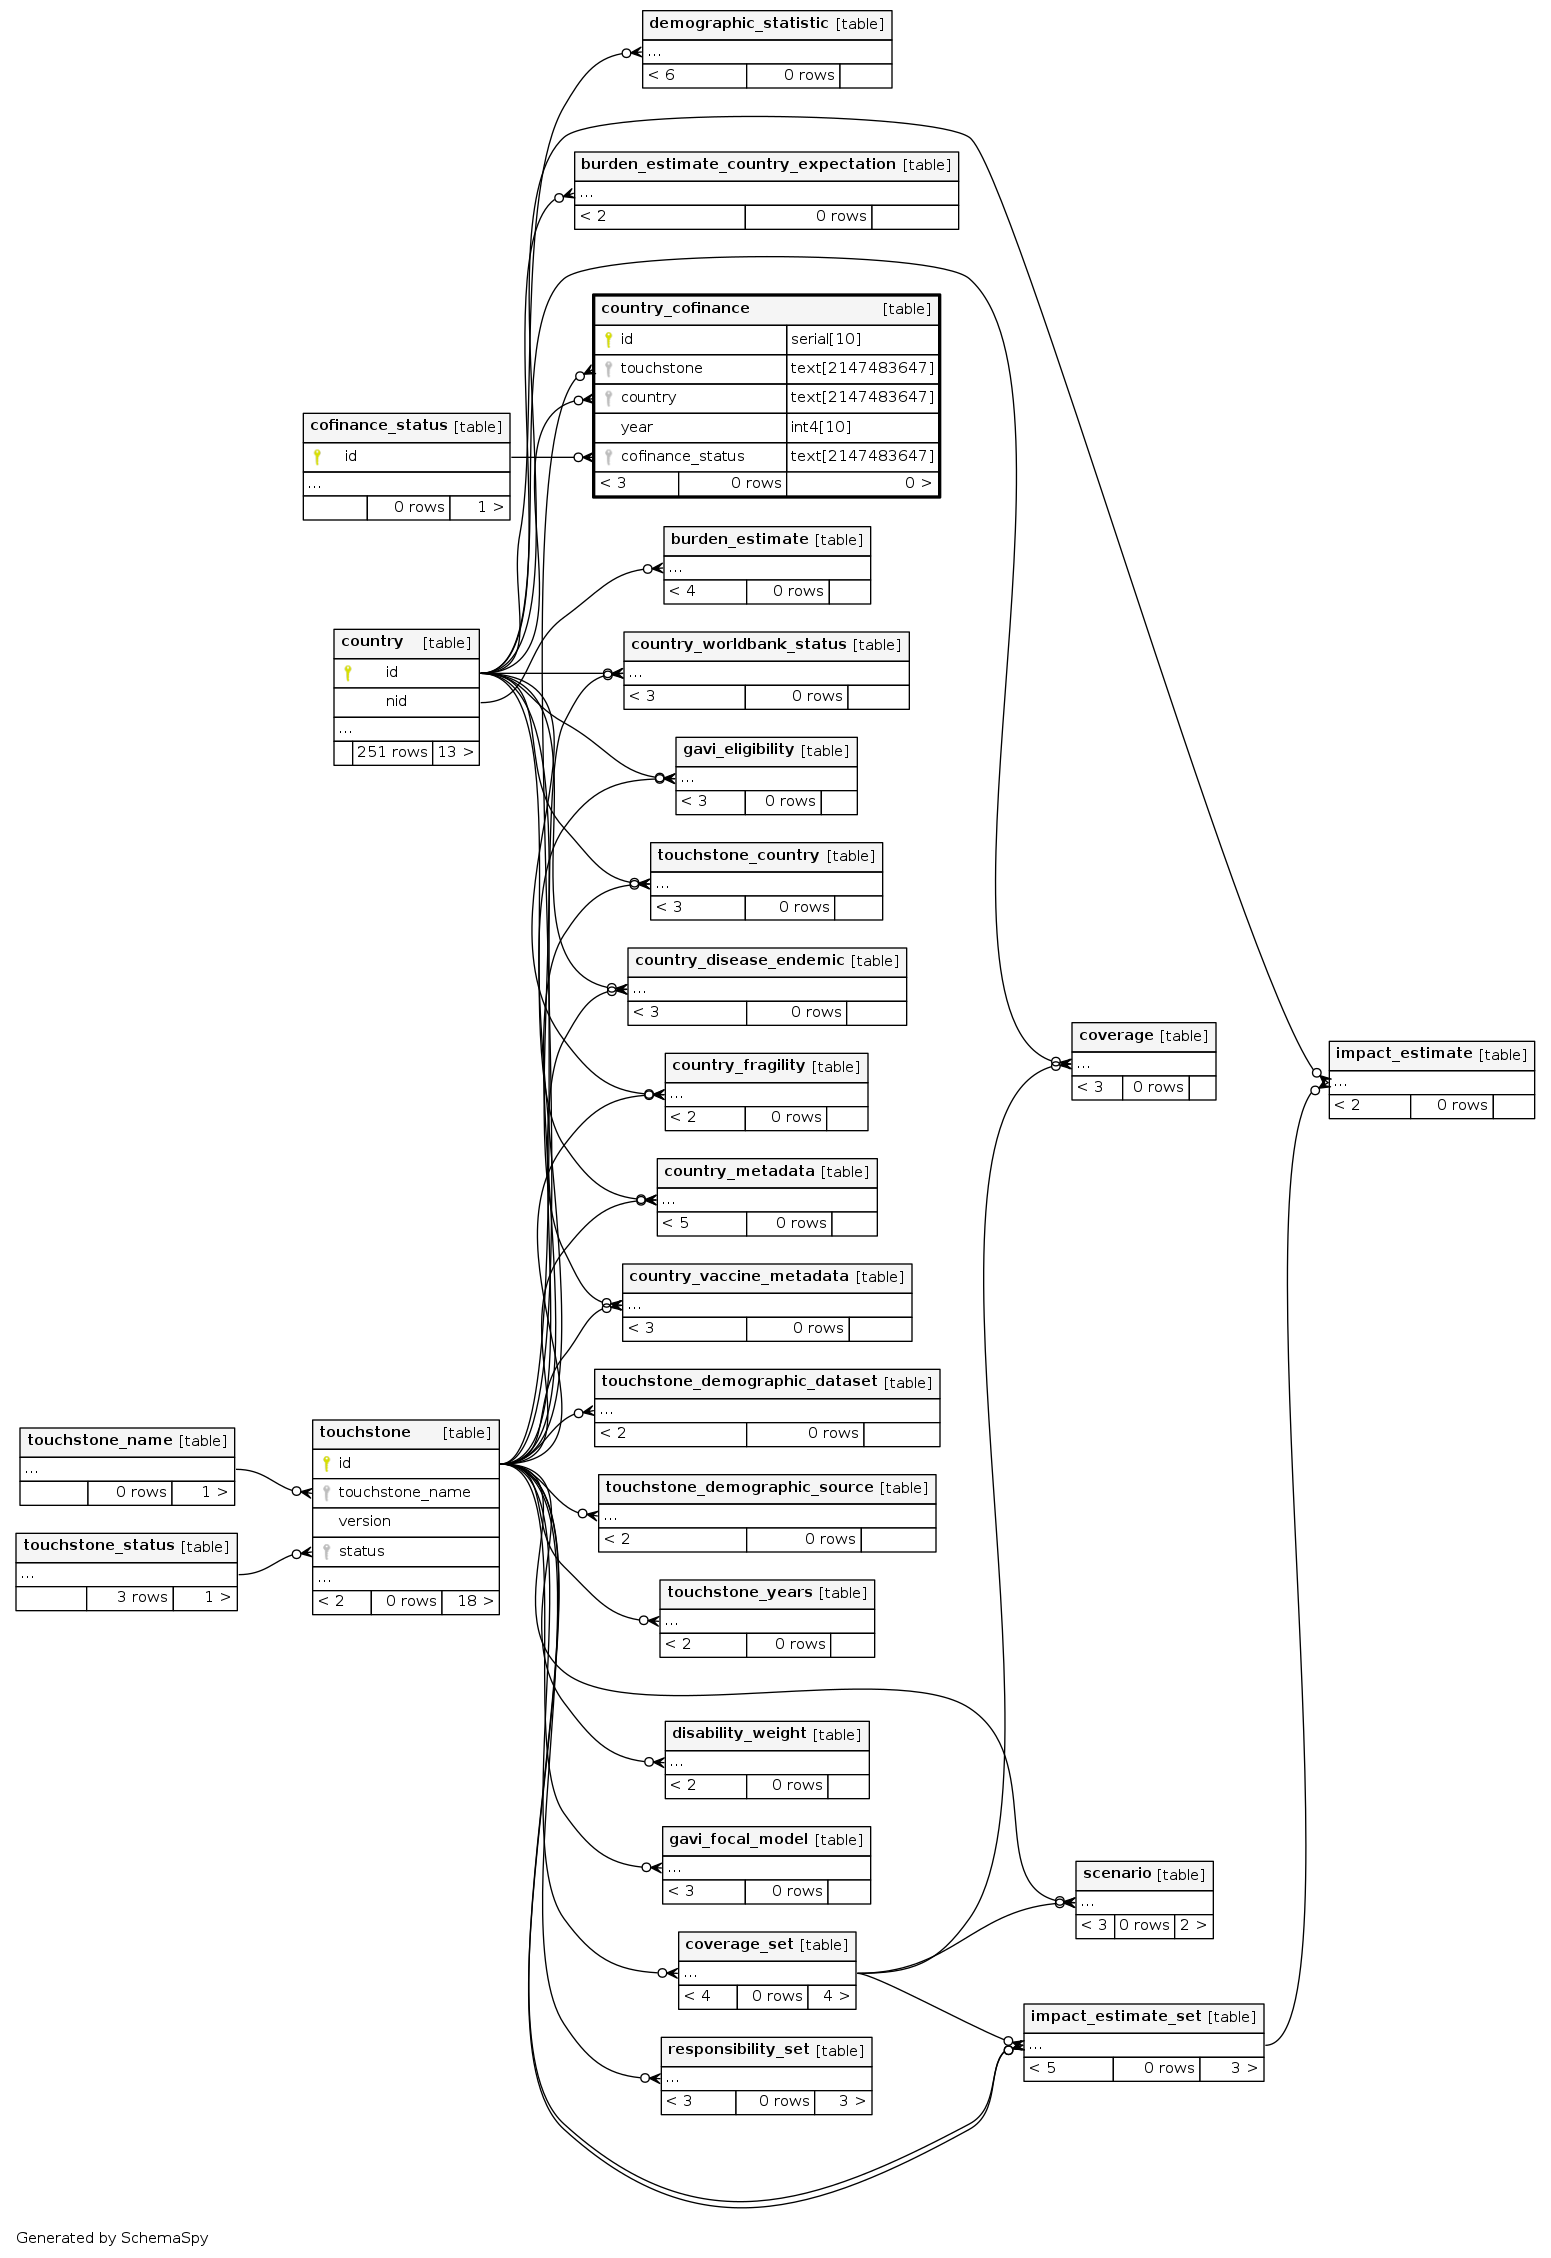 demographic_statistic [table]
...
< 6 0 rows
burden_estimate_country_expectation [table]
...
< 2 0 rows
country_cofinance [table]
id serial[10]
touchstone text[2147483647]
country text[2147483647]
year int4[10]
cofinance_status text[2147483647]
< 3 0 rows 0 >
cofinance_status [table]
id
...
0 rows 1 >
burden_estimate [table]
...
< 4 0 rows
country [table]
id
nid
...
251 rows 13 >
country_worldbank_status [table]
...
< 3 0 rows
gavi_eligibility [table]
...
< 3 0 rows
touchstone_country [table]
...
< 3 0 rows
country_disease_endemic [table]
...
< 3 0 rows
coverage [table]
...
< 3 0 rows
impact_estimate [table]
...
< 2 0 rows
country_fragility [table]
...
< 2 0 rows
country_metadata [table]
...
< 5 0 rows
country_vaccine_metadata [table]
...
< 3 0 rows
touchstone_demographic_dataset [table]
...
< 2 0 rows
touchstone_name [table]
...
0 rows 1 >
touchstone_status [table]
...
3 rows 1 >
touchstone [table]
id
touchstone_name
version
status
...
< 2 0 rows 18 >
touchstone_demographic_source [table]
...
< 2 0 rows
touchstone_years [table]
...
< 2 0 rows
disability_weight [table]
...
< 2 0 rows
gavi_focal_model [table]
...
< 3 0 rows
scenario [table]
...
< 3 0 rows 2 >
coverage_set [table]
...
< 4 0 rows 4 >
impact_estimate_set [table]
...
< 5 0 rows 3 >
responsibility_set [table]
...
< 3 0 rows 3 >
Generated by SchemaSpy